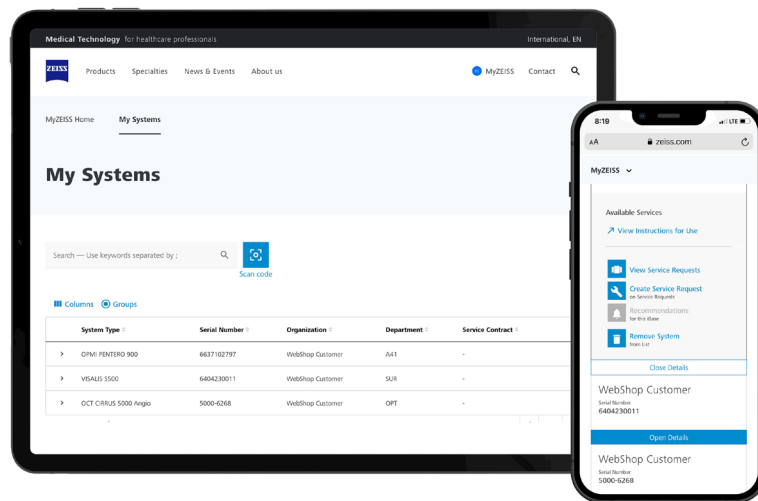 Medical Technology for healthcare professionals International, EN
ZEISS Products Specialties News & Events About us MyZEISS Contact
MyZEISS Home My Systems
My Systems
Search — Use keywords separated by ;
Scan code
Columns Groups
System Type Serial Number Organization Department Service Contract
OPMI PENTERO 900 6637102797 WebShop Customer A41 -
VISALIS S500 6404230011 WebShop Customer SUR -
OCT CIRRUS 5000 Angio 5000-6268 WebShop Customer OPT -
8:19 LTE
AA zeiss.com
MyZEISS
Available Services
View Instructions for Use
View Service Requests
Create Service Request
on Service Requests
Recommendations
for this iBase
Remove System
from List
Close Details
WebShop Customer
Serial Number
6404230011
Open Details
WebShop Customer
Serial Number
5000-6268